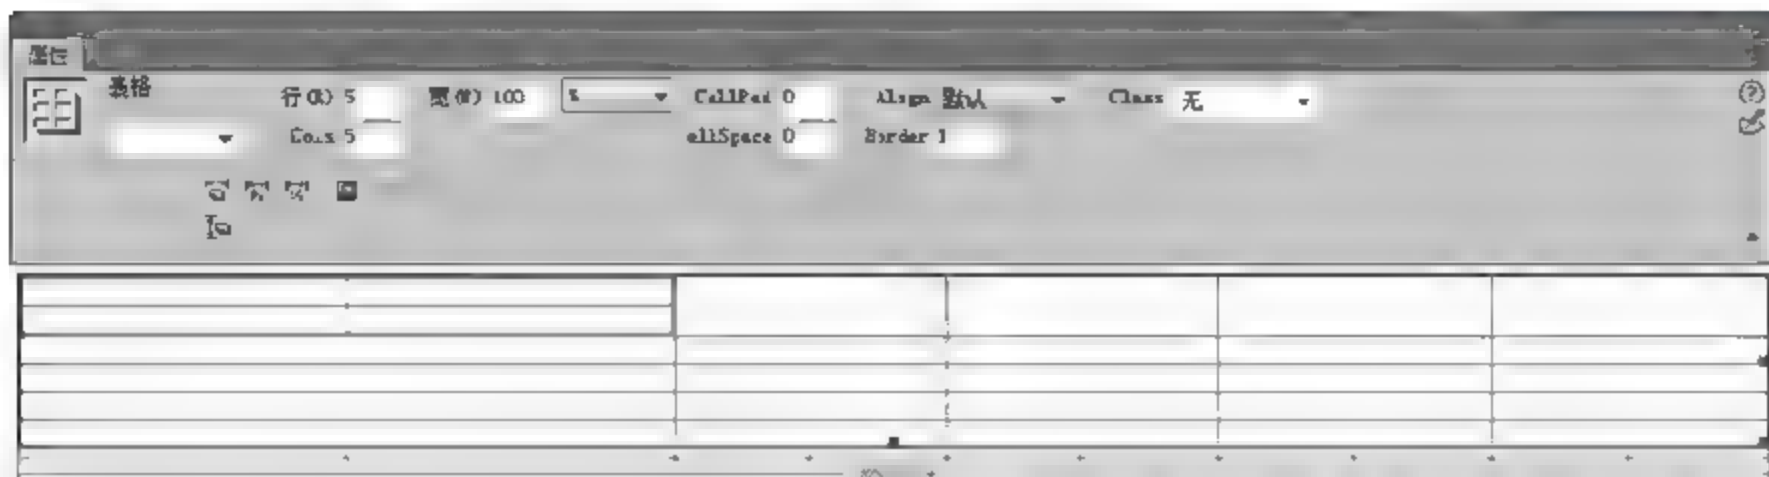 属性
表格 行(R) 5 宽(W) 100 % CellPad 0 Align 默认 Class 无
Cols 5 ellSpace 0 Border 1